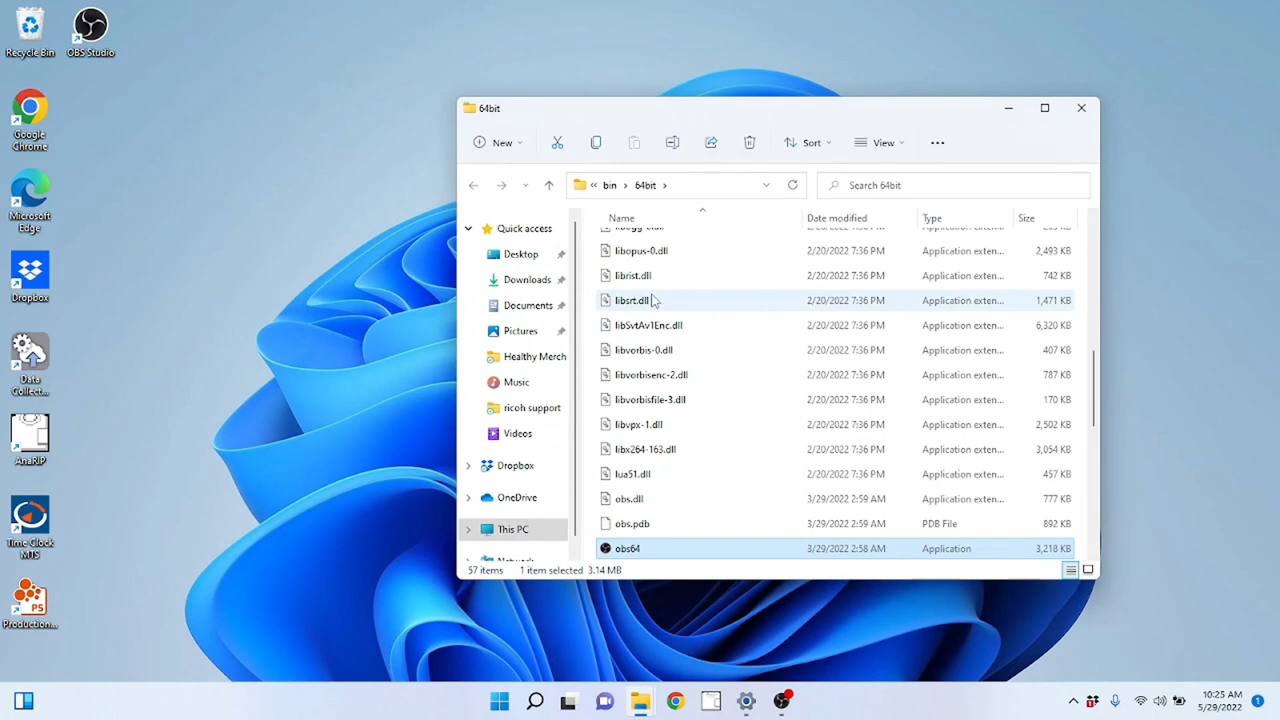 Recycle Bin
OBS Studio
Google Chrome
Microsoft Edge
Dropbox
Data Collect...
AnaRIP
Time Clock MTS
Production...
64bit
New
Sort
View
bin
64bit
Search 64bit
Quick access
Desktop
Downloads
Documents
Pictures
Healthy Merch
Music
ricoh support
Videos
Dropbox
OneDrive
This PC
Name Date modified Type Size
libopus-0.dll 2/20/2022 7:36 PM Application exten... 2,493 KB
librist.dll 2/20/2022 7:36 PM Application exten... 742 KB
libsrt.dll 2/20/2022 7:36 PM Application exten... 1,471 KB
libSvtAv1Enc.dll 2/20/2022 7:36 PM Application exten... 6,320 KB
libvorbis-0.dll 2/20/2022 7:36 PM Application exten... 407 KB
libvorbisenc-2.dll 2/20/2022 7:36 PM Application exten... 787 KB
libvorbisfile-3.dll 2/20/2022 7:36 PM Application exten... 170 KB
libvpx-1.dll 2/20/2022 7:36 PM Application exten... 2,502 KB
libx264-163.dll 2/20/2022 7:36 PM Application exten... 3,054 KB
lua51.dll 2/20/2022 7:36 PM Application exten... 457 KB
obs.dll 3/29/2022 2:59 AM Application exten... 777 KB
obs.pdb 3/29/2022 2:59 AM PDB File 892 KB
obs64 3/29/2022 2:58 AM Application 3,218 KB
57 items 1 item selected 3.14 MB
10:25 AM
5/29/2022
1